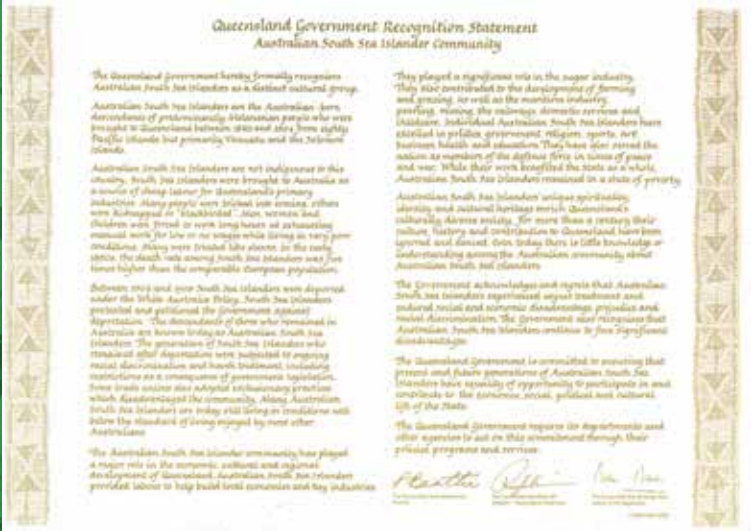 Queensland Government Recognition Statement
Australian South Sea Islander Community
The Queensland Government hereby formally recognises
Australian South Sea Islanders as a distinct cultural group.
Australian South Sea Islanders are the Australian-born
descendants of predominantly Melanesian people who were
brought to Queensland between 1863 and 1904 from eighty
Pacific Islands but primarily Vanuatu and the Solomon
Islands.
Australian South Sea Islanders are not indigenous to this
country. South Sea Islanders were brought to Australia as
a source of cheap labour for Queensland's primary
industries. Many people were tricked into coming, others
were kidnapped or "blackbirded". Men, women and
children were forced to work long hours at exhausting
manual work for low or no wages while living in very poor
conditions. Many were treated like slaves. In the early
the death rate among South Sea Islanders was five
times higher than the comparable European population.
Between and South Sea Islanders were deported
under the White Australia Policy. South Sea Islanders
protested and petitioned the Government against
deportation. The descendants of those who remained in
Australia are known today as Australian South Sea
Islanders. The generation of South Sea Islanders who
remained after deportation were subjected to ongoing
racial discrimination and harsh treatment, including
restrictions as a consequence of government legislation.
Some trade unions also adopted exclusionary practices
which disadvantaged the community. Many Australian
South Sea Islanders are today still living in conditions well
below the standard of living enjoyed by most other
Australians.
The Australian South Sea Islander community has played
a major role in the economic, cultural and regional
development of Queensland. Australian South Sea Islanders
provided labour to help build local economies and key industries.
They played a significant role in the sugar industry.
They also contributed to the development of farming
and grazing, as well as the maritime industry,
pearling, mining, the railways, domestic services and
childcare. Individual Australian South Sea Islanders have
excelled in politics, government, religion, sports, art,
business, health and education. They have also served the
nation as members of the defence force in times of peace
and war. While their work benefited the State as a whole,
Australian South Sea Islanders remained in a state of poverty.
Australian South Sea Islanders unique spirituality,
identity, and cultural heritage enrich Queensland's
culturally diverse society. For more than a century their
culture, history and contribution to Queensland have been
ignored and denied. Even today there is little knowledge or
understanding among the Australian community about
Australian South Sea Islanders.
The Government acknowledges and regrets that Australian
South Sea Islanders experienced unjust treatment and
endured social and economic disadvantage, prejudice and
racial discrimination. The Government also recognises that
Australian South Sea Islanders continue to face significant
disadvantages.
The Queensland Government is committed to ensuring that
present and future generations of Australian South Sea
Islanders have equality of opportunity to participate in and
contribute to the economic, social, political and cultural
life of the State.
The Queensland Government requires its departments and
other agencies to act on this commitment through their
policies, programs and services.